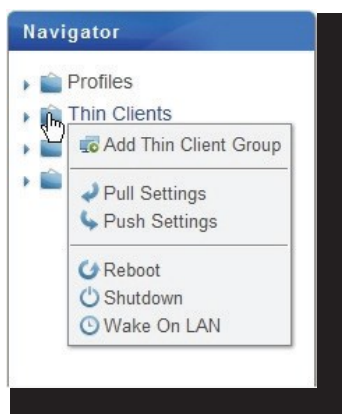 Navigator
Profiles
Thin Clients
Add Thin Client Group
Pull Settings
Push Settings
Reboot
Shutdown
Wake On LAN